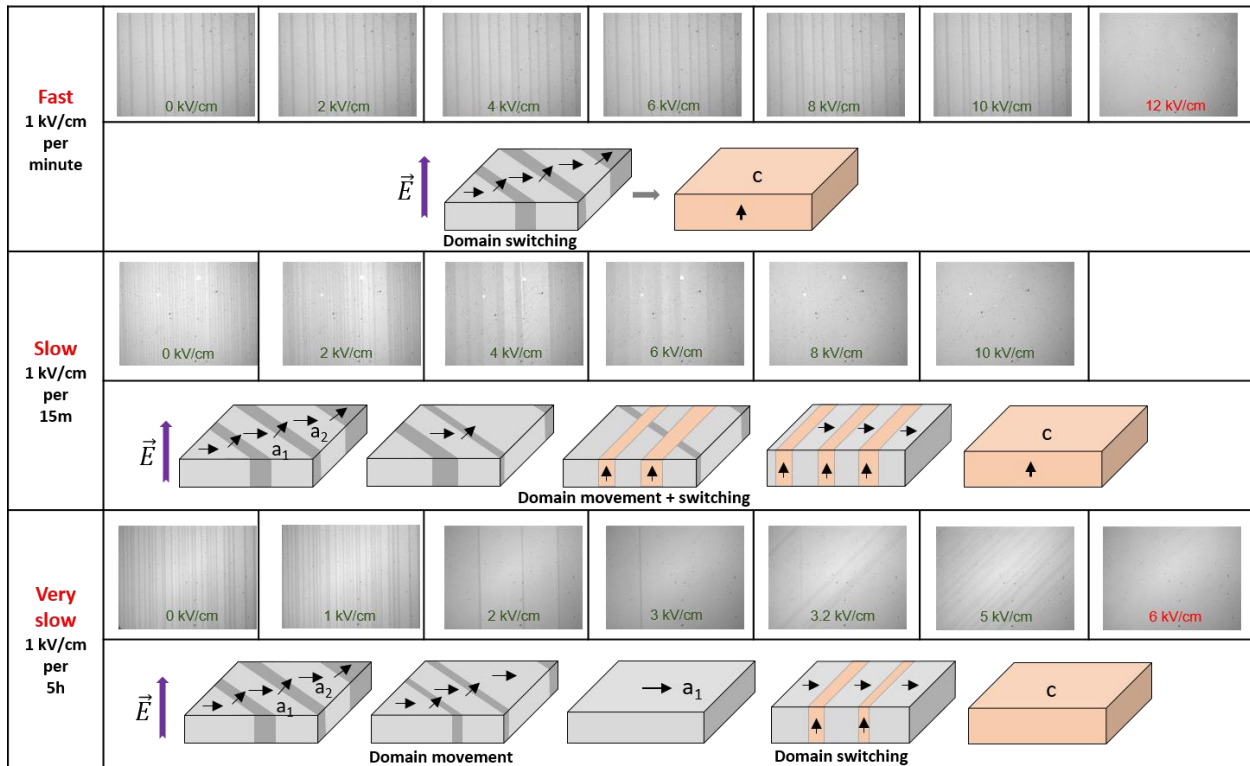 Fast
1 kV/cm
per
minute
0 kV/cm
2 kV/cm
4 kV/cm
6 kV/cm
8 kV/cm
10 kV/cm
12 kV/cm
E
c
Domain switching
Slow
1 kV/cm
per
15m
0 kV/cm
2 kV/cm
4 kV/cm
6 kV/cm
8 kV/cm
10 kV/cm
E
a₁
a₂
c
Domain movement + switching
Very
slow
1 kV/cm
per
5h
0 kV/cm
1 kV/cm
2 kV/cm
3 kV/cm
3.2 kV/cm
5 kV/cm
6 kV/cm
E
a₁
a₂
a₁
c
Domain movement
Domain switching